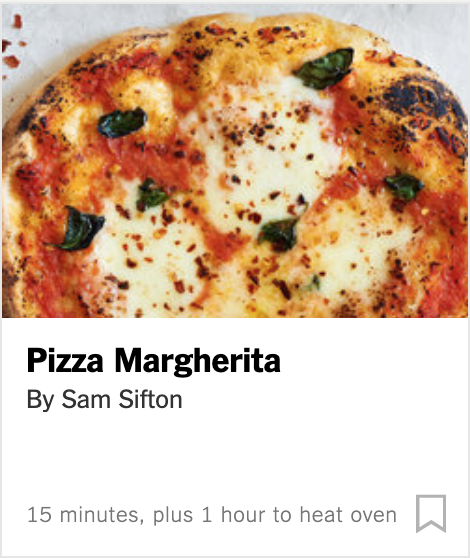 Pizza Margherita
By Sam Sifton
15 minutes, plus 1 hour to heat oven